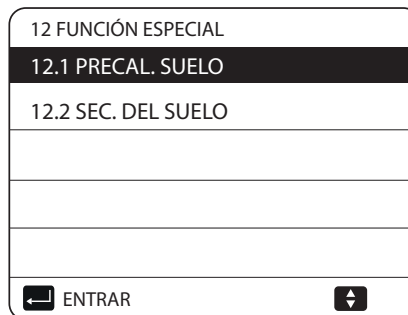 12 FUNCIÓN ESPECIAL
12.1 PRECAL. SUELO
12.2 SEC. DEL SUELO
ENTRAR